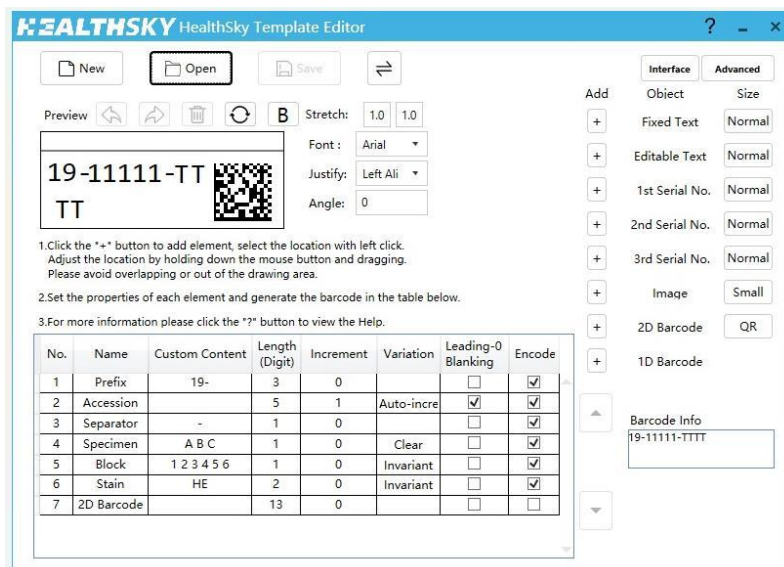 HEALTHSKY HealthSky Template Editor ? – ×
New Open Save ⇌
Interface Advanced
Add Object Size
Preview B Stretch: 1.0 1.0
Font : Arial
Justify: Left Ali
Angle: 0
19-11111-TT
TT
+ Fixed Text Normal
+ Editable Text Normal
+ 1st Serial No. Normal
+ 2nd Serial No. Normal
+ 3rd Serial No. Normal
+ Image Small
+ 2D Barcode QR
+ 1D Barcode
1.Click the "+" button to add element, select the location with left click.
Adjust the location by holding down the mouse button and dragging.
Please avoid overlapping or out of the drawing area.
2.Set the properties of each element and generate the barcode in the table below.
3.For more information please click the "?" button to view the Help.
No. Name Custom Content Length (Digit) Increment Variation Leading-0 Blanking Encode
1 Prefix 19- 3 0
2 Accession 5 1 Auto-incre
3 Separator - 1 0
4 Specimen A B C 1 0 Clear
5 Block 1 2 3 4 5 6 1 0 Invariant
6 Stain HE 2 0 Invariant
7 2D Barcode 13 0
Barcode Info
19-11111-TTTT